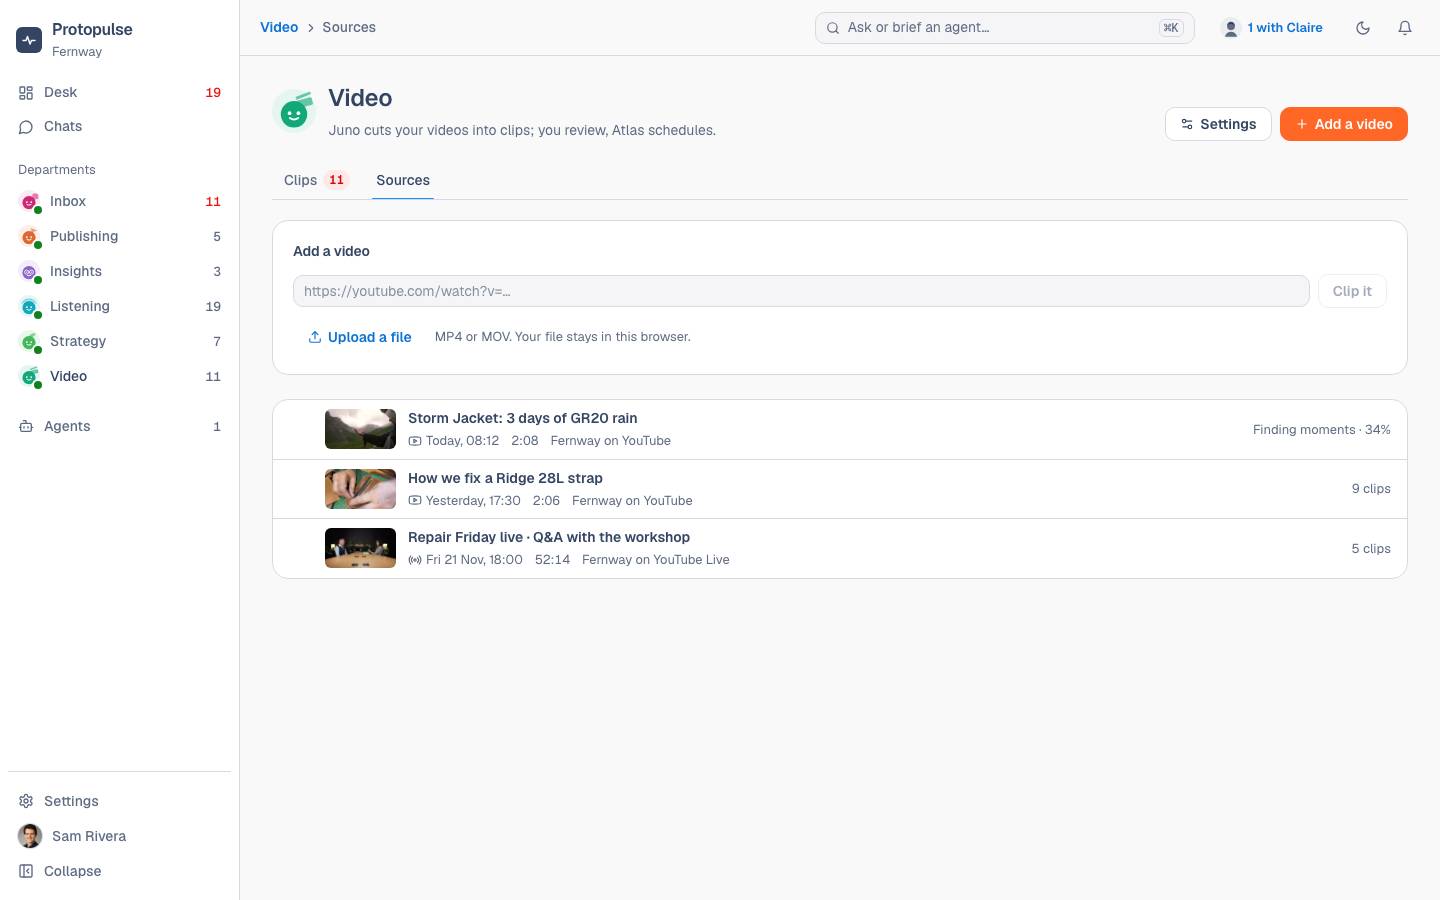 Protopulse
Fernway
Desk 19
Chats
Departments
Inbox 11
Publishing 5
Insights 3
Listening 19
Strategy 7
Video 11
Agents 1
Settings
Sam Rivera
Collapse
Video > Sources
Ask or brief an agent... ⌘K
1 with Claire
Video
Juno cuts your videos into clips; you review, Atlas schedules.
Settings
+ Add a video
Clips 11
Sources
Add a video
https://youtube.com/watch?v=...
Clip it
Upload a file
MP4 or MOV. Your file stays in this browser.
Storm Jacket: 3 days of GR20 rain
Today, 08:12 2:08 Fernway on YouTube
Finding moments · 34%
How we fix a Ridge 28L strap
Yesterday, 17:30 2:06 Fernway on YouTube
9 clips
Repair Friday live · Q&A with the workshop
Fri 21 Nov, 18:00 52:14 Fernway on YouTube Live
5 clips